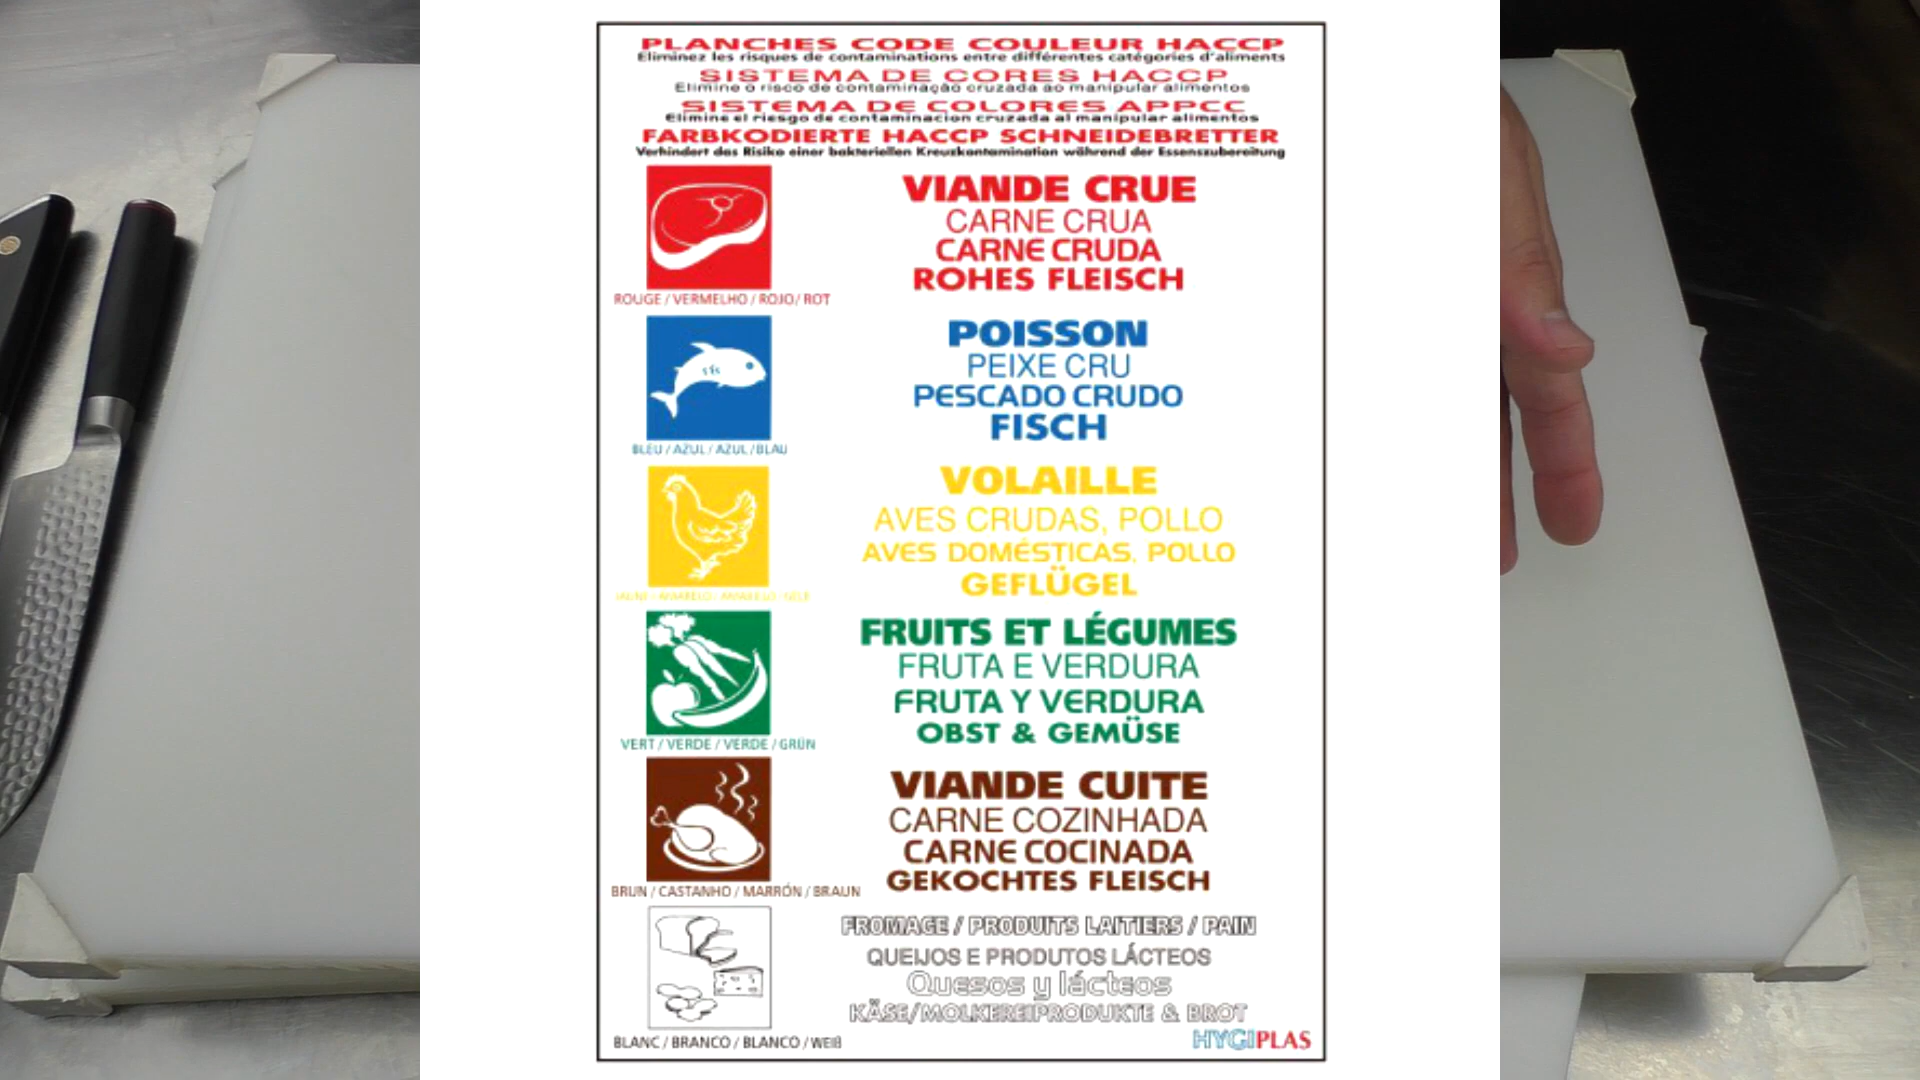 PLANCHES CODE COULEUR HACCP
Eliminez les risques de contaminations entre différentes catégories d'aliments
SISTEMA DE CORES HACCP
Elimine o risco de contaminação cruzada ao manipular alimentos
SISTEMA DE COLORES APPCC
Elimine el riesgo de contaminacion cruzada al manipular alimentos
FARBKODIERTE HACCP SCHNEIDEBRETTER
Verhindert das Risiko einer bakteriellen Kreuzkontamination während der Essenszubereitung
VIANDE CRUE
CARNE CRUA
CARNE CRUDA
ROHES FLEISCH
ROUGE / VERMELHO / ROJO / ROT
POISSON
PEIXE CRU
PESCADO CRUDO
FISCH
BLEU / AZUL / AZUL / BLAU
VOLAILLE
AVES CRUDAS, POLLO
AVES DOMÉSTICAS, POLLO
GEFLÜGEL
JAUNE / AMARELO / AMARILLO / GELB
FRUITS ET LÉGUMES
FRUTA E VERDURA
FRUTA Y VERDURA
OBST & GEMÜSE
VERT / VERDE / VERDE / GRÜN
VIANDE CUITE
CARNE COZINHADA
CARNE COCINADA
GEKOCHTES FLEISCH
BRUN / CASTANHO / MARRÓN / BRAUN
FROMAGE / PRODUITS LAITIERS / PAIN
QUEIJOS E PRODUTOS LÁCTEOS
Quesos y lácteos
KÄSE/MOLKEREIPRODUKTE & BROT
BLANC / BRANCO / BLANCO / WEIß
HYGIPLAS